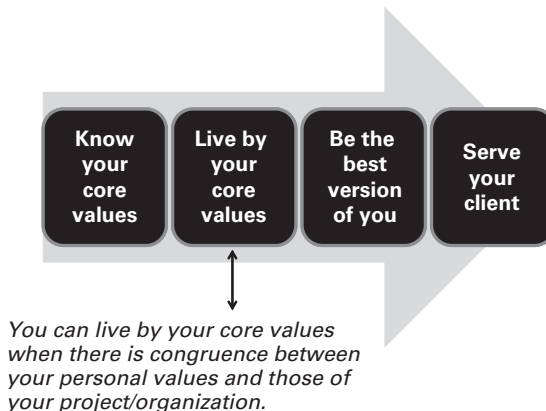 Know
your
core
values
Live by
your
core
values
Be the
best
version
of you
Serve
your
client
You can live by your core values
when there is congruence between
your personal values and those of
your project/organization.